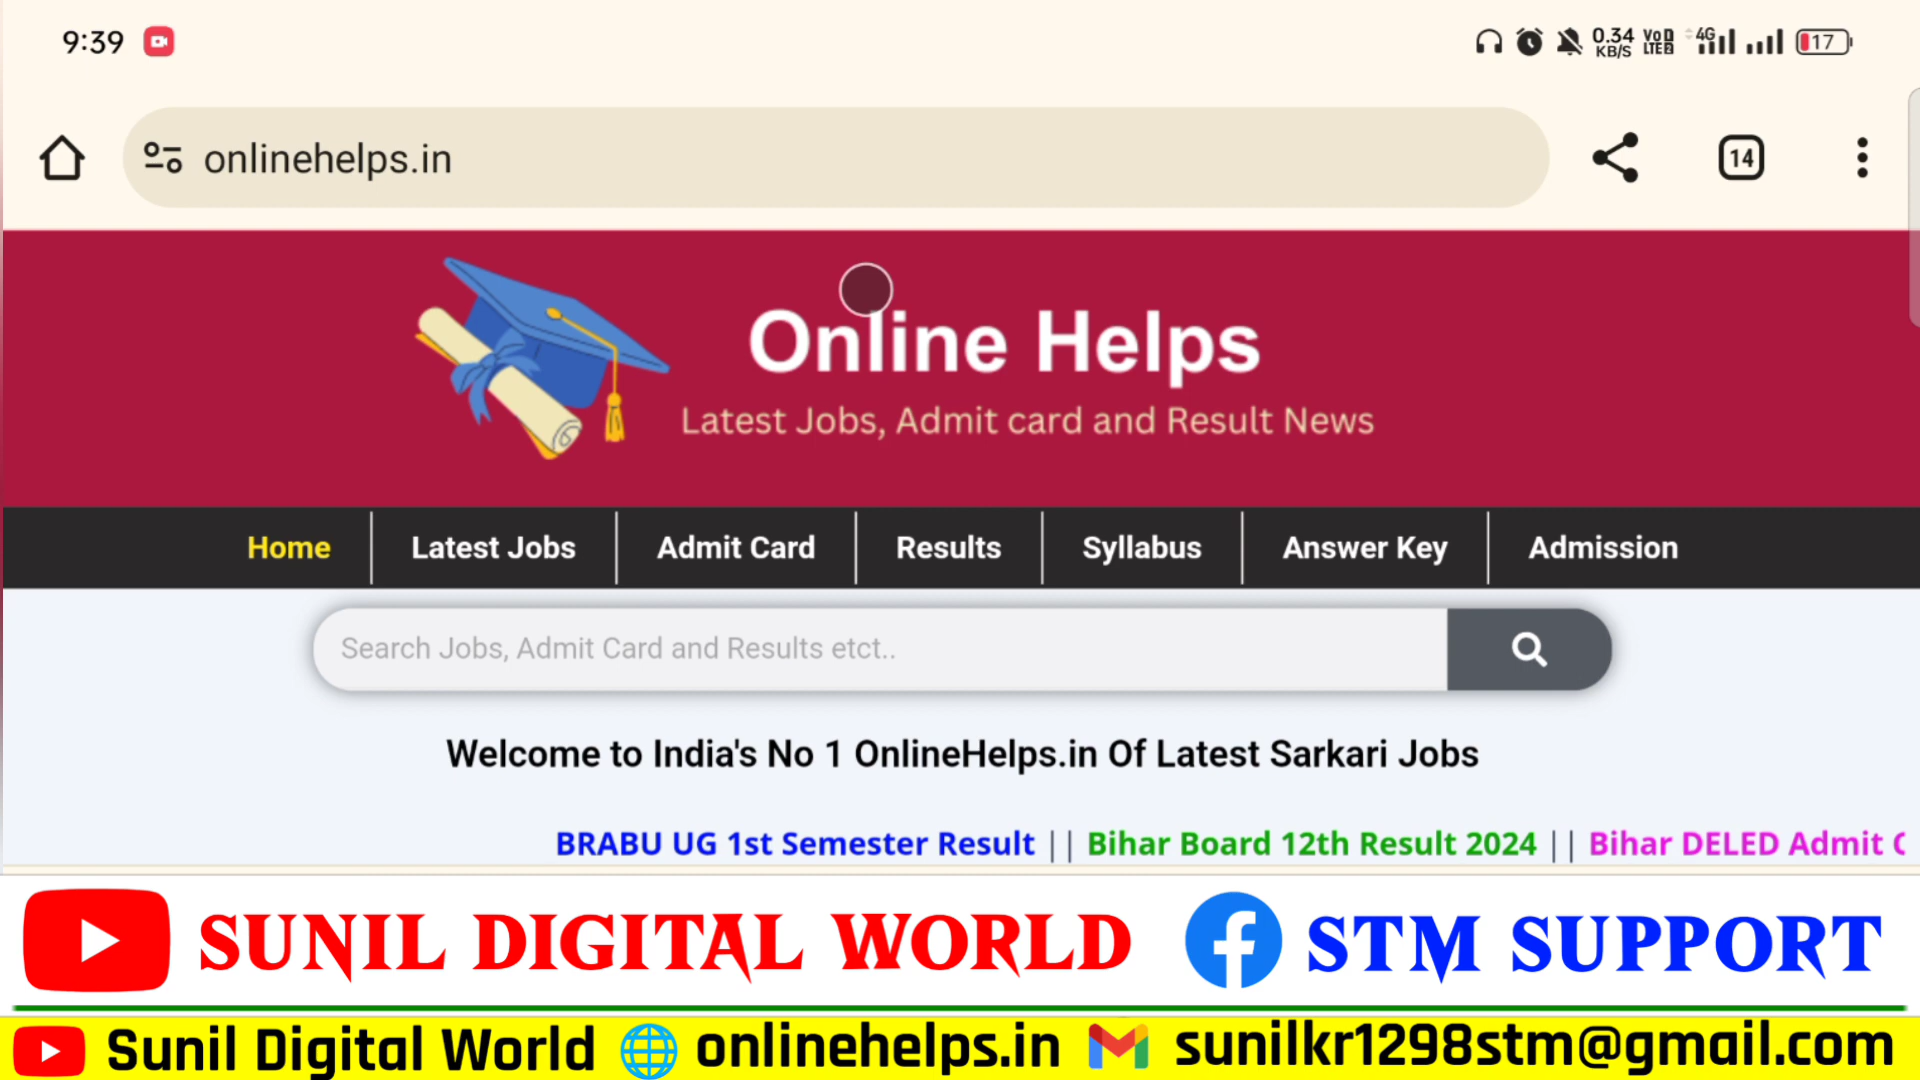 9:39 0.34 KB/S VoLTE 2 4G 17
onlinehelps.in 14
Online Helps
Latest Jobs, Admit card and Result News
Home Latest Jobs Admit Card Results Syllabus Answer Key Admission
Search Jobs, Admit Card and Results etct..
Welcome to India's No 1 OnlineHelps.in Of Latest Sarkari Jobs
BRABU UG 1st Semester Result || Bihar Board 12th Result 2024 || Bihar DELED Admit
SUNIL DIGITAL WORLD STM SUPPORT
Sunil Digital World onlinehelps.in sunilkr1298stm@gmail.com